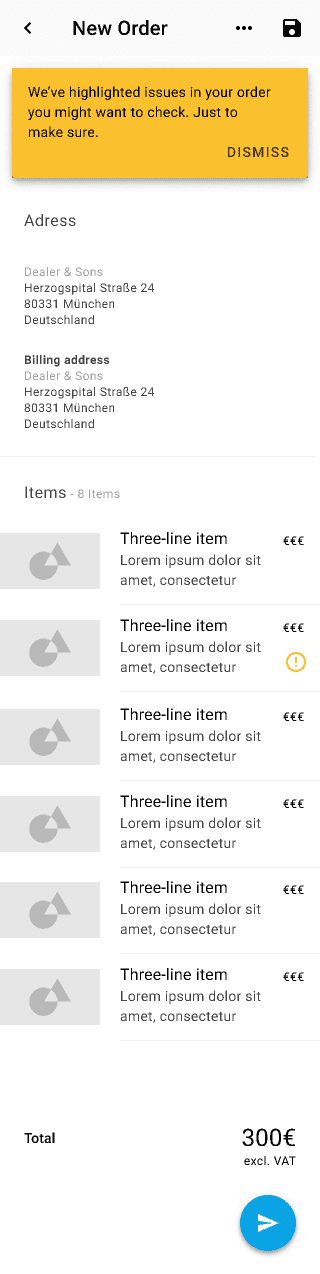 New Order
We've highlighted issues in your order
you might want to check. Just to
make sure.
DISMISS
Adress
Dealer & Sons
Herzogspital Straße 24
80331 München
Deutschland
Billing address
Dealer & Sons
Herzogspital Straße 24
80331 München
Deutschland
Items - 8 Items
Three-line item €€€
Lorem ipsum dolor sit
amet, consectetur
Three-line item €€€
Lorem ipsum dolor sit
amet, consectetur
Three-line item €€€
Lorem ipsum dolor sit
amet, consectetur
Three-line item €€€
Lorem ipsum dolor sit
amet, consectetur
Three-line item €€€
Lorem ipsum dolor sit
amet, consectetur
Three-line item €€€
Lorem ipsum dolor sit
amet, consectetur
Total 300€
excl. VAT